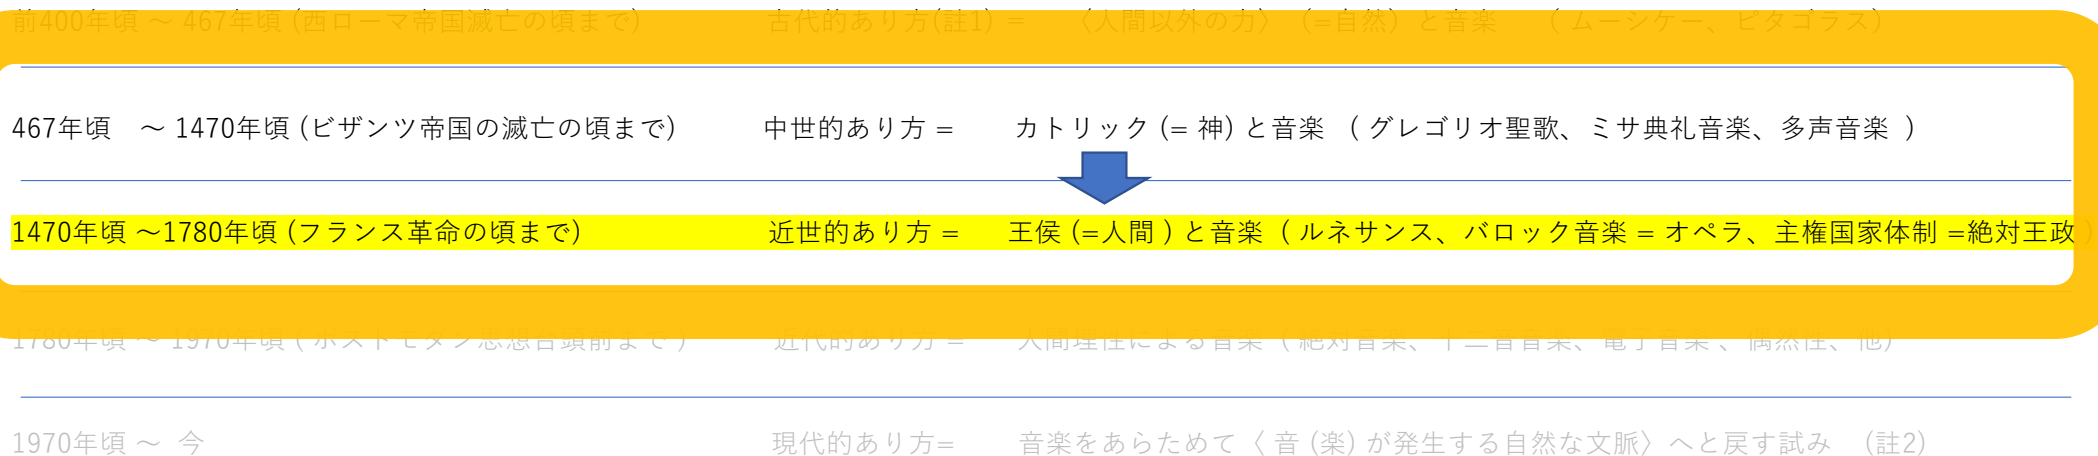 前400年頃 ～ 467年頃 (西ローマ帝国滅亡の頃まで) 古代的あり方(註1) = 〈人間以外の力〉 (=自然) と音楽 ( ムーシケー、ピタゴラス)
467年頃 ～ 1470年頃 (ビザンツ帝国の滅亡の頃まで) 中世的あり方 = カトリック (= 神) と音楽 ( グレゴリオ聖歌、ミサ典礼音楽、多声音楽 )
1470年頃 ～1780年頃 (フランス革命の頃まで) 近世的あり方 = 王侯 (=人間 ) と音楽 ( ルネサンス、バロック音楽 = オペラ、主権国家体制 =絶対王政 )
1780年頃 ～ 1970年頃 ( ポストモダン思想台頭前まで ) 近代的あり方 = 人間理性による音楽 ( 絶対音楽、十二音音楽、電子音楽 、偶然性、他)
1970年頃 ～ 今 現代的あり方= 音楽をあらためて〈 音 (楽) が発生する自然な文脈〉へと戻す試み (註2)